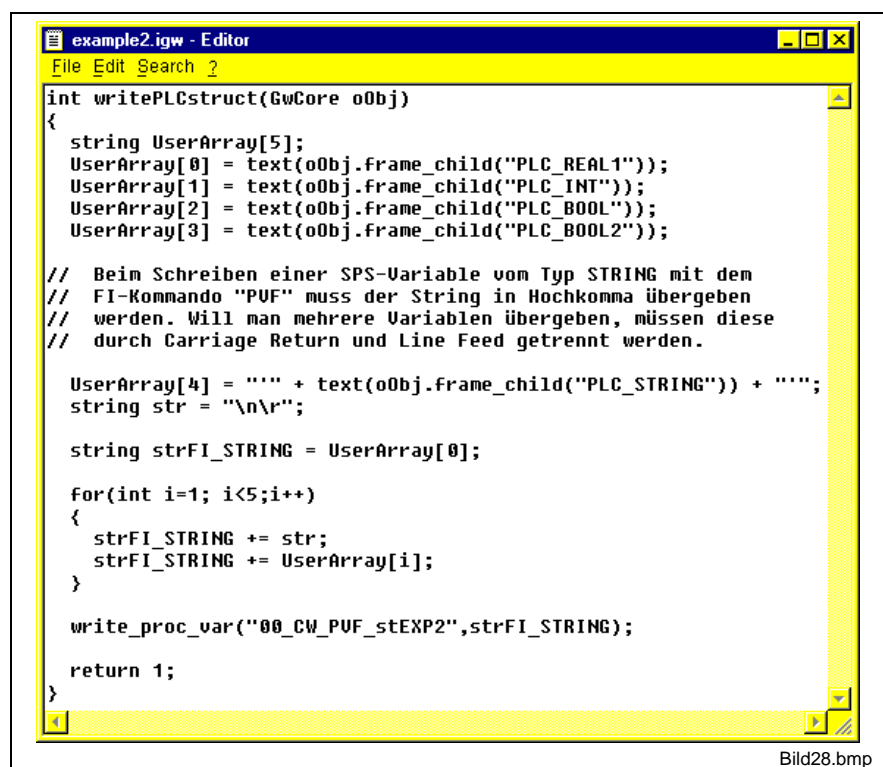 example2.igw - Editor
File Edit Search ?
int writePLCstruct(GwCore oObj)
{
string UserArray[5];
UserArray[0] = text(oObj.frame_child("PLC_REAL1"));
UserArray[1] = text(oObj.frame_child("PLC_INT"));
UserArray[2] = text(oObj.frame_child("PLC_BOOL"));
UserArray[3] = text(oObj.frame_child("PLC_BOOL2"));
// Beim Schreiben einer SPS-Variable vom Typ STRING mit dem
// FI-Kommando "PVF" muss der String in Hochkomma übergeben
// werden. Will man mehrere Variablen übergeben, müssen diese
// durch Carriage Return und Line Feed getrennt werden.
UserArray[4] = "'" + text(oObj.frame_child("PLC_STRING")) + "'";
string str = "\n\r";
string strFI_STRING = UserArray[0];
for(int i=1; i<5;i++)
{
strFI_STRING += str;
strFI_STRING += UserArray[i];
}
write_proc_var("00_CW_PVF_stEXP2",strFI_STRING);
return 1;
}
Bild28.bmp